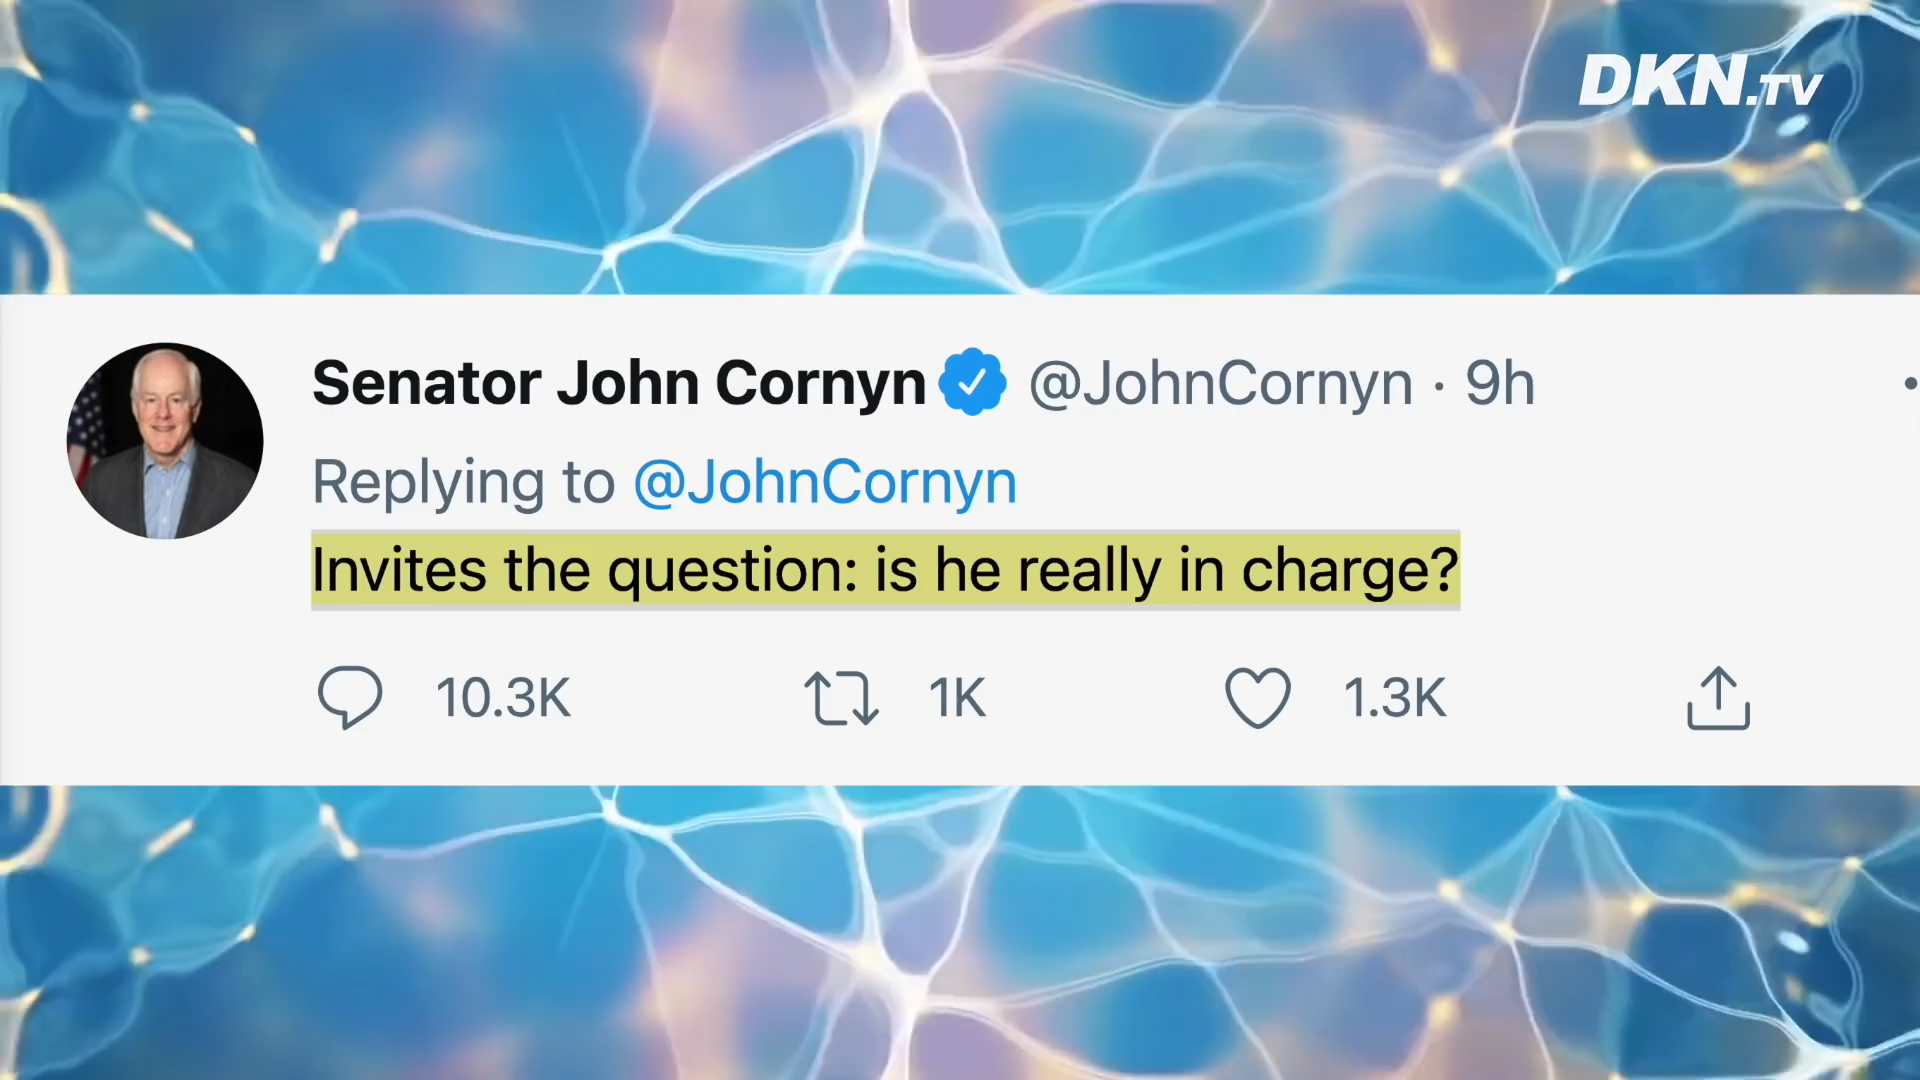 DKN.TV
Senator John Cornyn @JohnCornyn · 9h
Replying to @JohnCornyn
Invites the question: is he really in charge?
10.3K 1K 1.3K